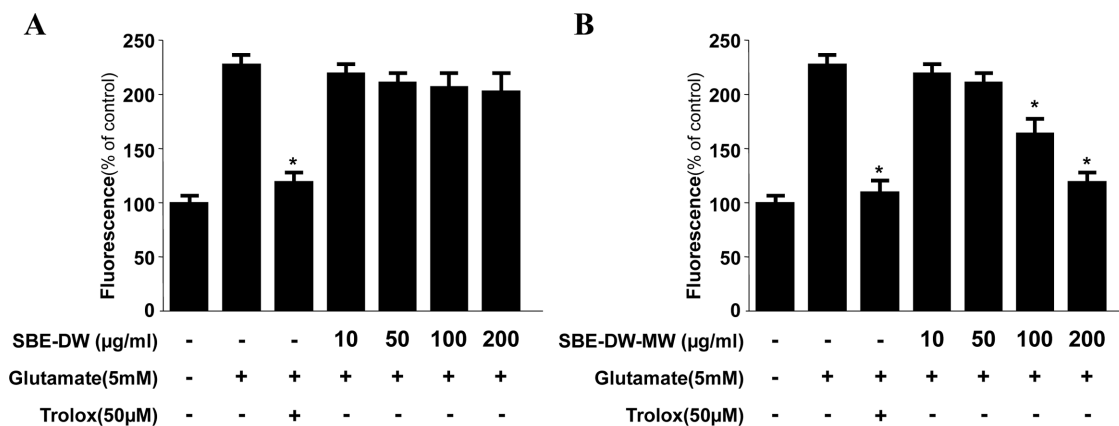 A
Fluorescence(% of control)
250
200
150
100
50
0
*
SBE-DW (µg/ml) - - - 10 50 100 200
Glutamate(5mM) - + + + + + +
Trolox(50µM) - - + - - - -
B
Fluorescence(% of control)
250
200
150
100
50
0
* * *
SBE-DW-MW (µg/ml) - - - 10 50 100 200
Glutamate(5mM) - + + + + + +
Trolox(50µM) - - + - - - -